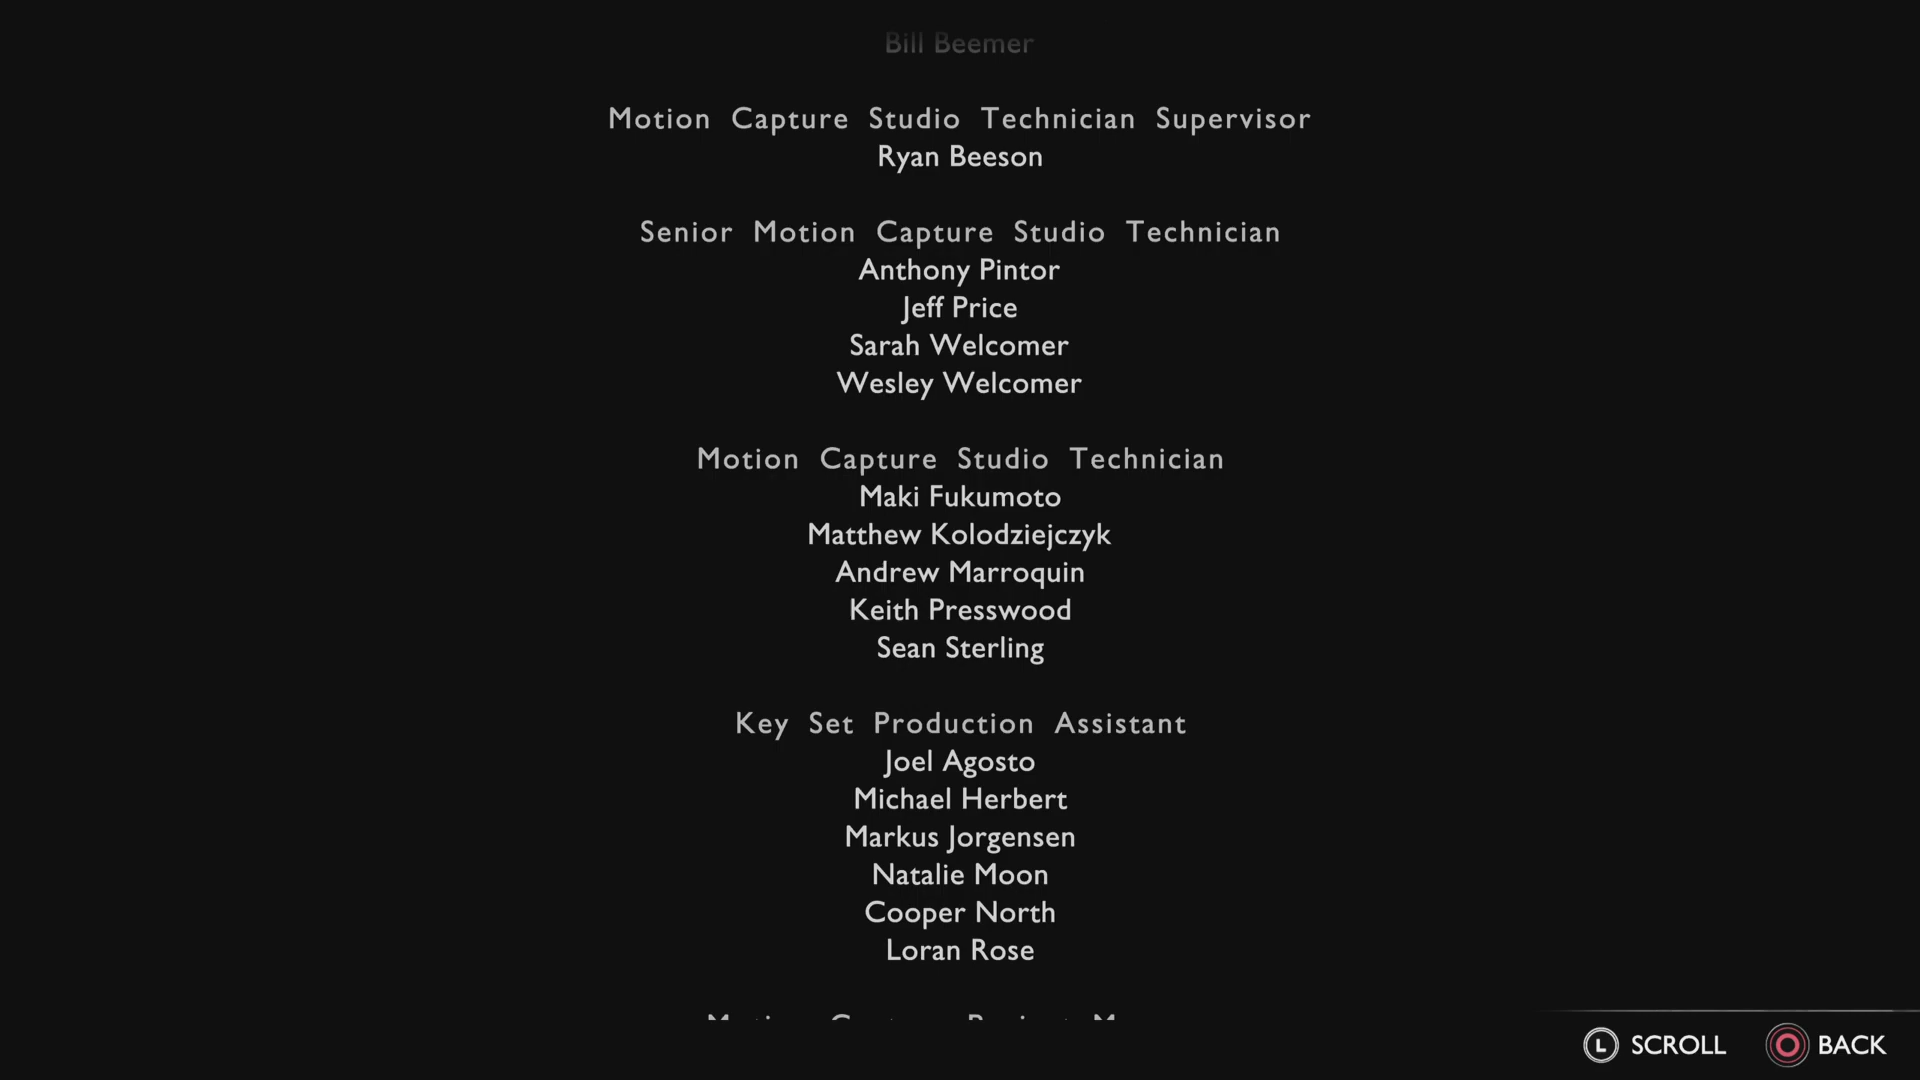 Bill Beemer
Motion Capture Studio Technician Supervisor
Ryan Beeson
Senior Motion Capture Studio Technician
Anthony Pintor
Jeff Price
Sarah Welcomer
Wesley Welcomer
Motion Capture Studio Technician
Maki Fukumoto
Matthew Kolodziejczyk
Andrew Marroquin
Keith Presswood
Sean Sterling
Key Set Production Assistant
Joel Agosto
Michael Herbert
Markus Jorgensen
Natalie Moon
Cooper North
Loran Rose
L SCROLL
BACK